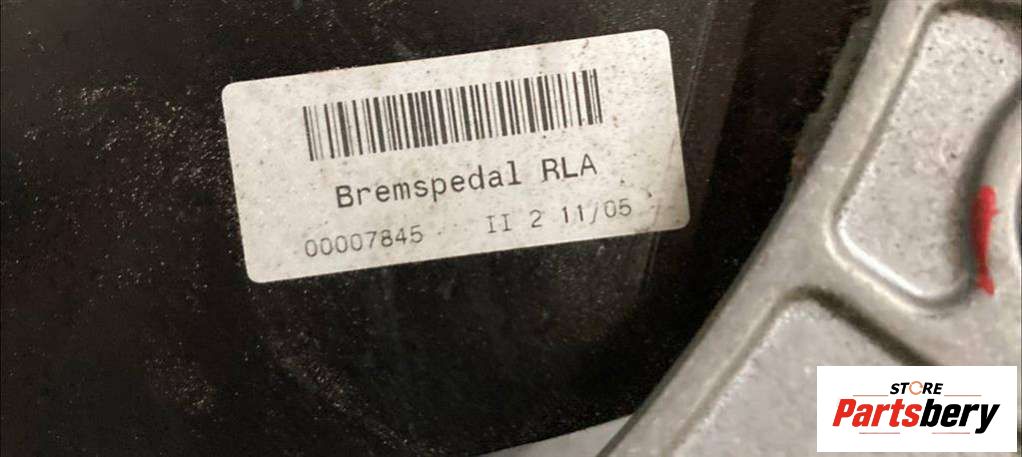 Bremspedal RLA
00007845 II 2 11/05
STORE
Partsbery